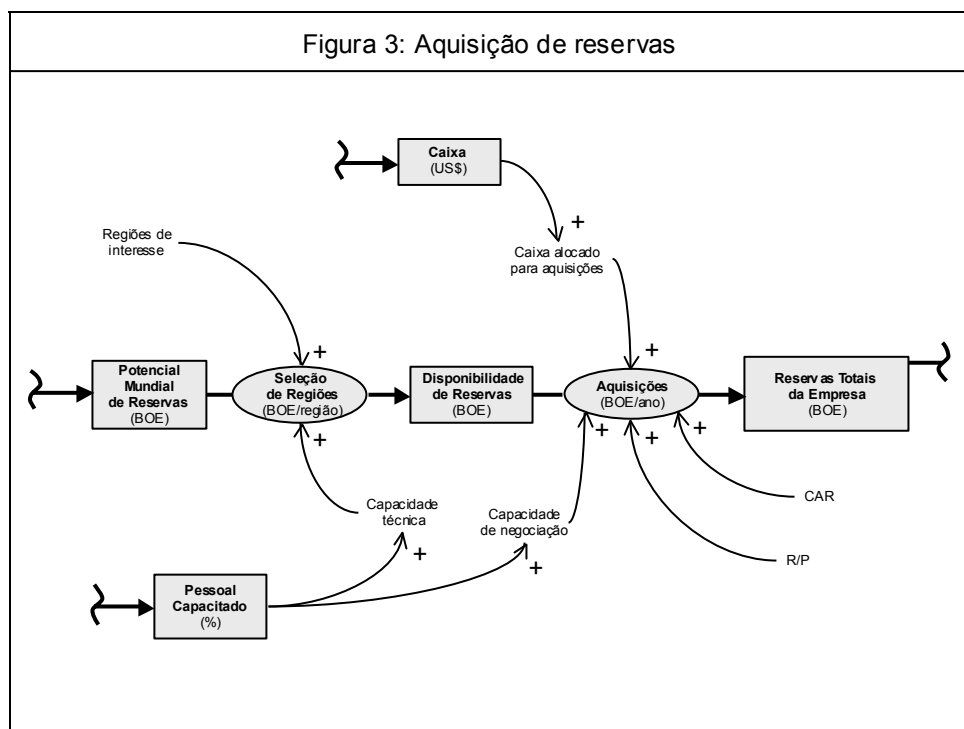 Figura 3: Aquisição de reservas
Caixa
(US$)
+
Regiões de
interesse
Caixa alocado
para aquisições
+
+
Potencial
Mundial
de Reservas
(BOE)
Seleção
de Regiões
(BOE/região)
Disponibilidade
de Reservas
(BOE)
Aquisições
(BOE/ano)
Reservas Totais
da Empresa
(BOE)
+
+
+
+
Capacidade
técnica
Capacidade
de negociação
CAR
+
+
R/P
Pessoal
Capacitado
(%)